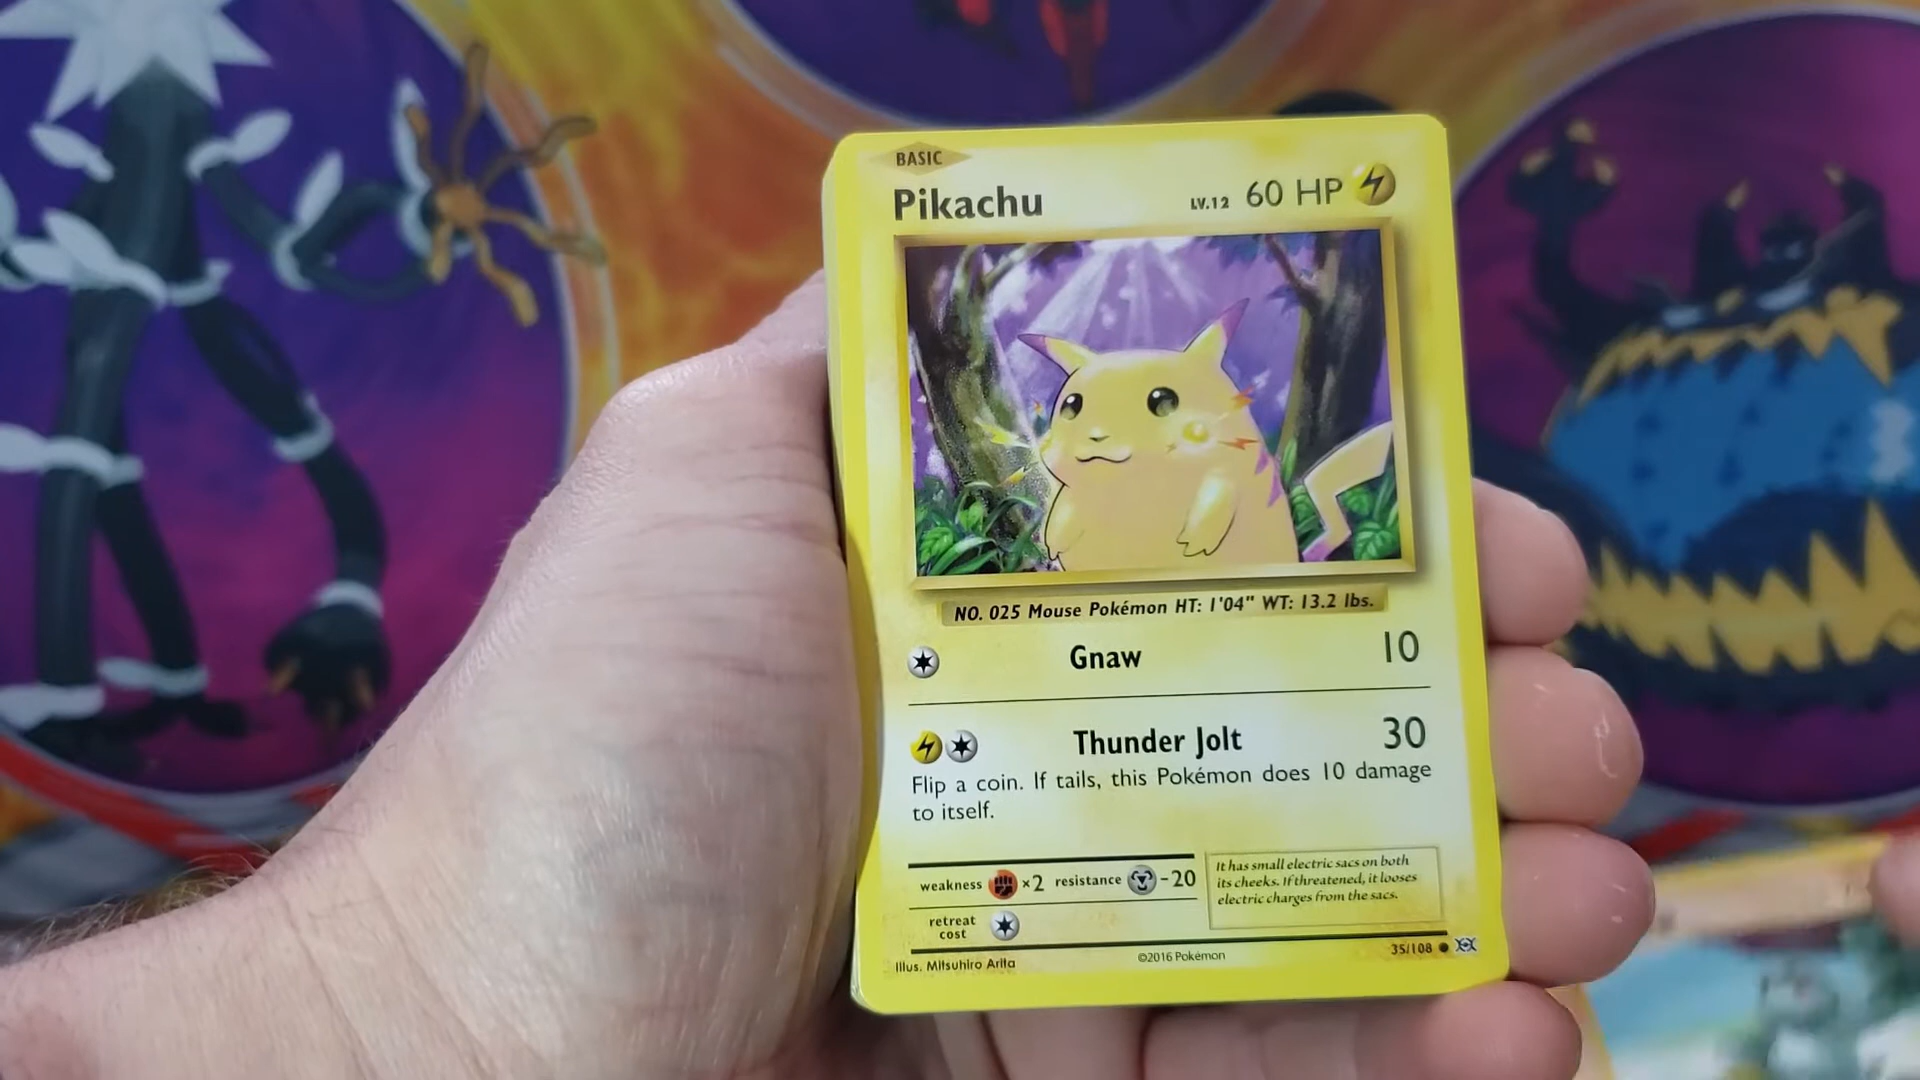 BASIC
Pikachu LV.12 60 HP
NO. 025 Mouse Pokémon HT: 1'04" WT: 13.2 lbs.
Gnaw 10
Thunder Jolt 30
Flip a coin. If tails, this Pokémon does 10 damage
to itself.
weakness ×2 resistance -20
retreat
cost
It has small electric sacs on both
its cheeks. If threatened, it looses
electric charges from the sacs.
Illus. Mitsuhiro Arita ©2016 Pokémon 35/108